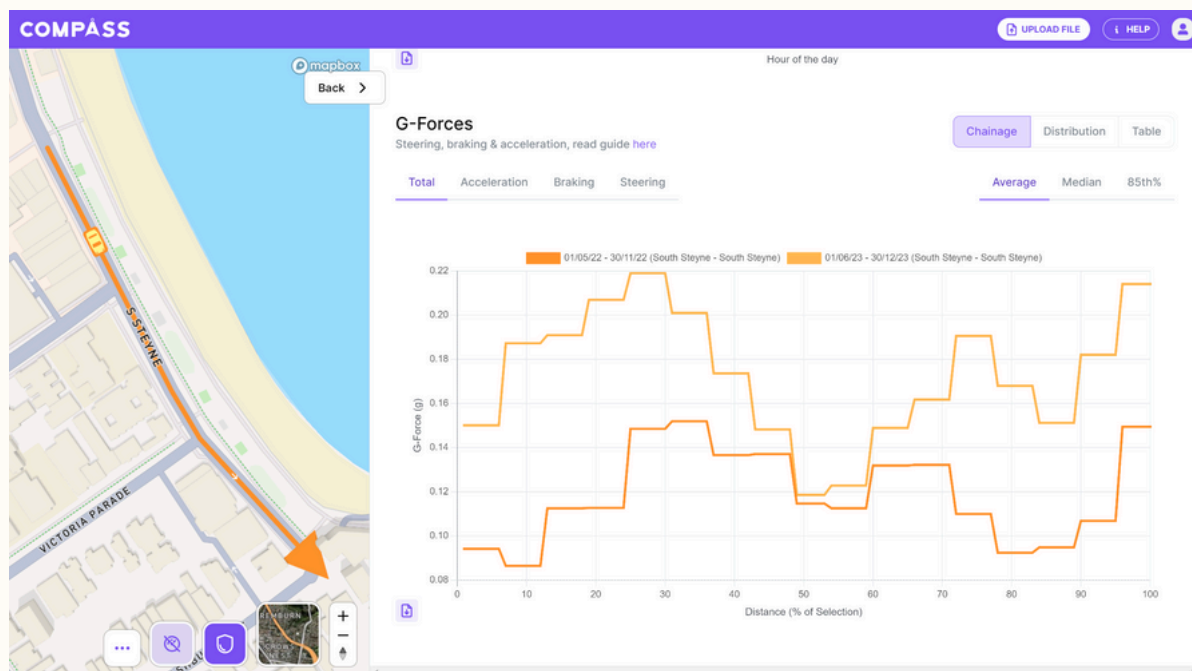 COMPASS
UPLOAD FILE
i HELP
mapbox
Back
Hour of the day
G-Forces
Steering, braking & acceleration, read guide here
Chainage Distribution Table
Total Acceleration Braking Steering
Average Median 85th%
01/05/22 - 30/11/22 (South Steyne - South Steyne) 01/06/23 - 30/12/23 (South Steyne - South Steyne)
0.22
0.20
0.18
0.16
0.14
0.12
0.10
0.08
G-Force (g)
0 10 20 30 40 50 60 70 80 90 100
Distance (% of Selection)
S STEYNE
VICTORIA PARADE